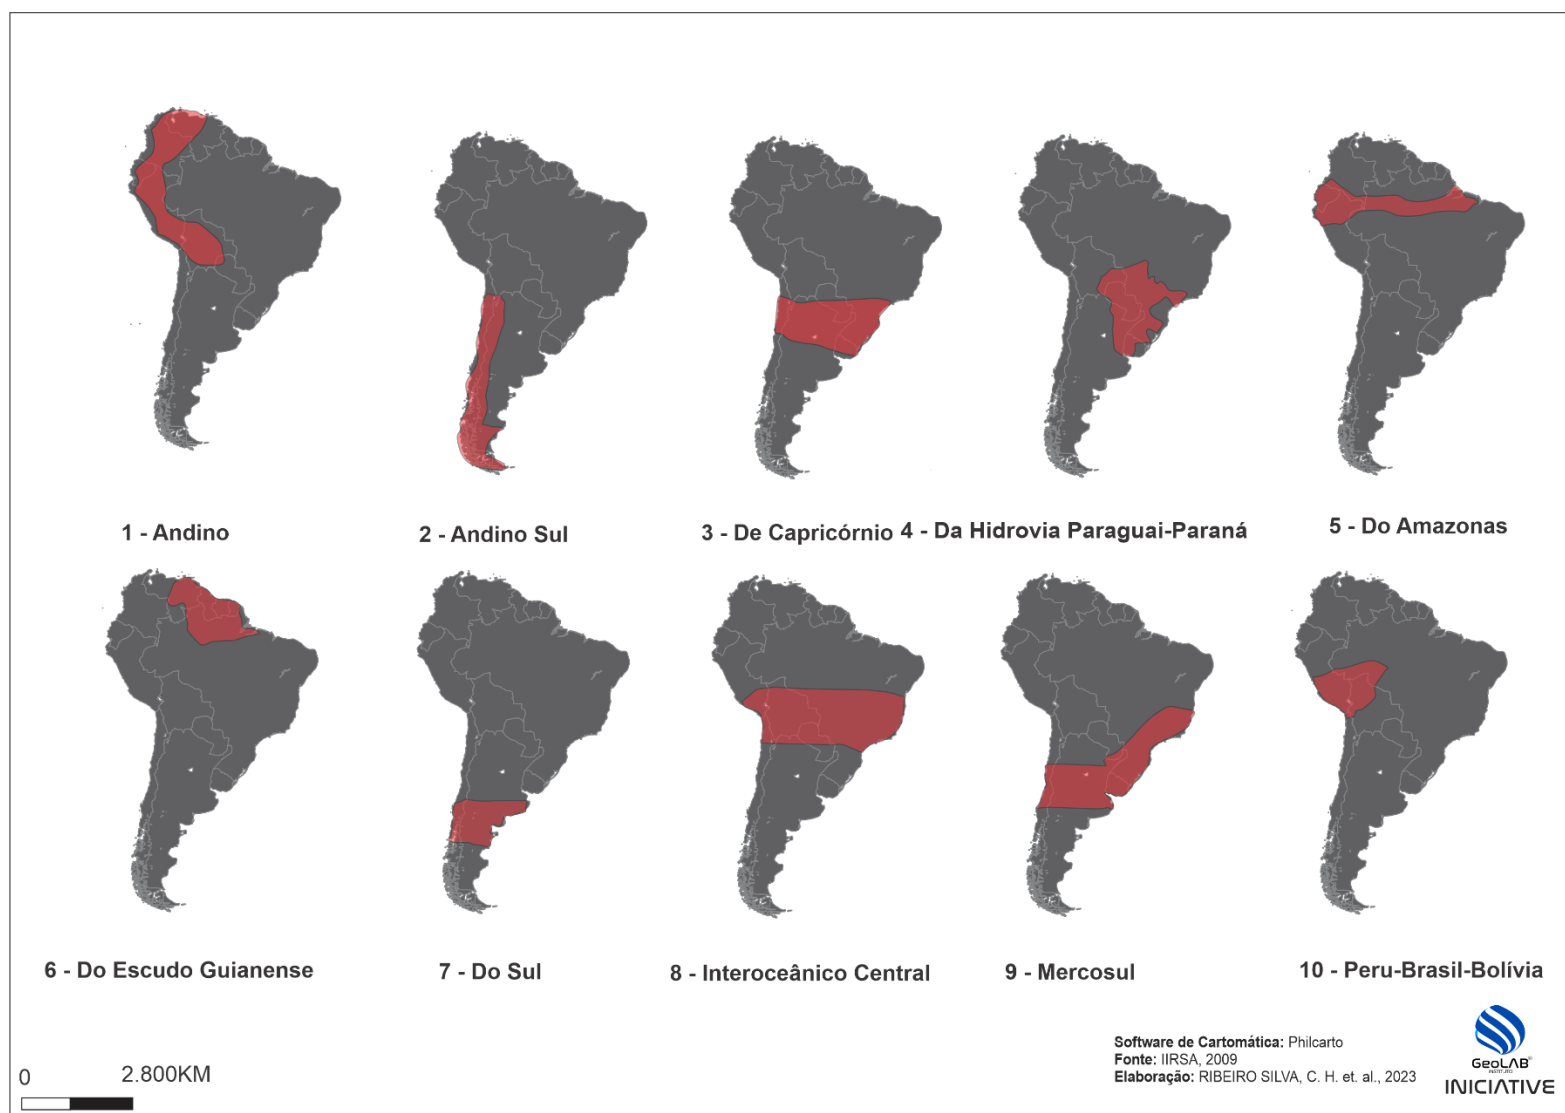 1 - Andino
2 - Andino Sul
3 - De Capricórnio
4 - Da Hidrovia Paraguai-Paraná
5 - Do Amazonas
6 - Do Escudo Guianense
7 - Do Sul
8 - Interoceânico Central
9 - Mercosul
10 - Peru-Brasil-Bolívia
0
2.800KM
Software de Cartomática: Philcarto
Fonte: IIRSA, 2009
Elaboração: RIBEIRO SILVA, C. H. et. al., 2023
GeoLAB®
INSTITUTO
INICIATIVE